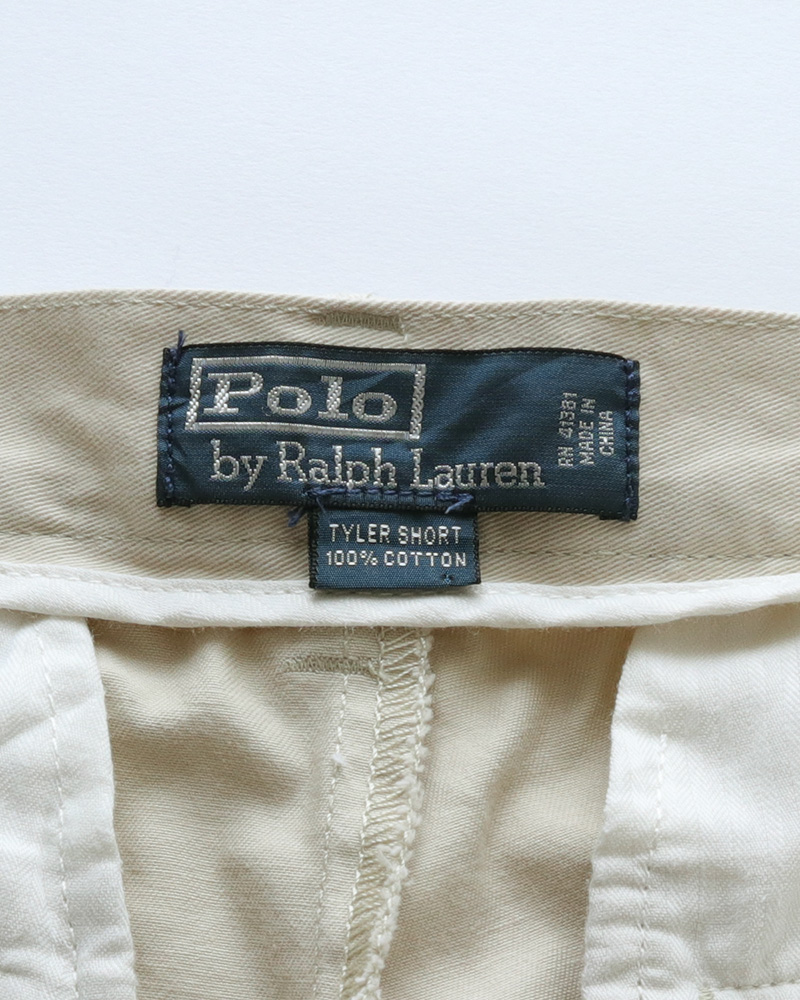 Polo
by Ralph Lauren
RN 41381
MADE IN
CHINA
TYLER SHORT
100% COTTON